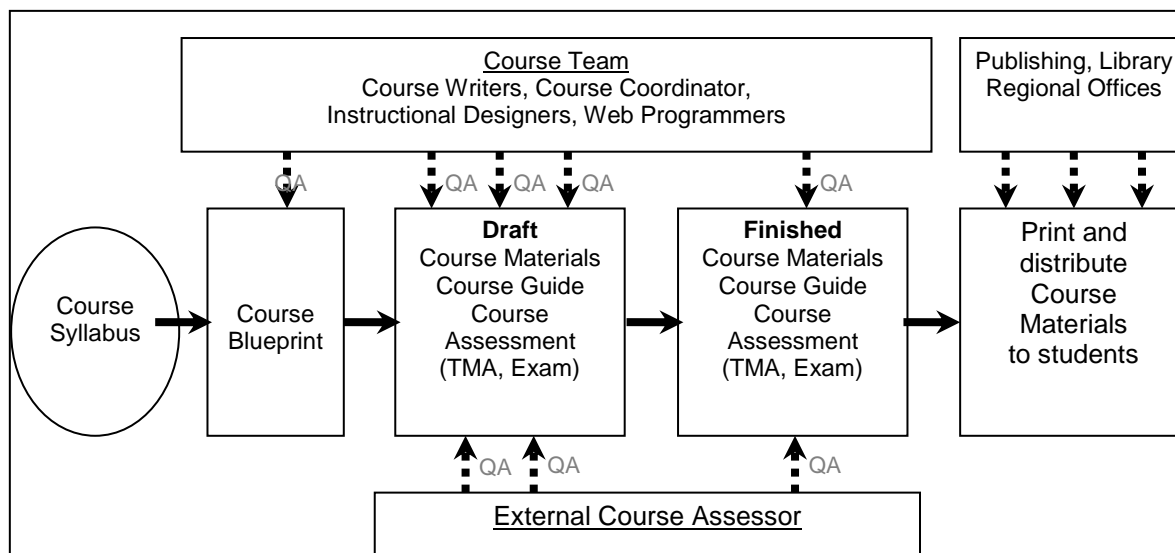 Course Team
Course Writers, Course Coordinator,
Instructional Designers, Web Programmers
Publishing, Library
Regional Offices
QA
QA
QA
QA
QA
Course
Syllabus
Course
Blueprint
Draft
Course Materials
Course Guide
Course
Assessment
(TMA, Exam)
Finished
Course Materials
Course Guide
Course
Assessment
(TMA, Exam)
Print and
distribute
Course
Materials
to students
QA
QA
QA
External Course Assessor